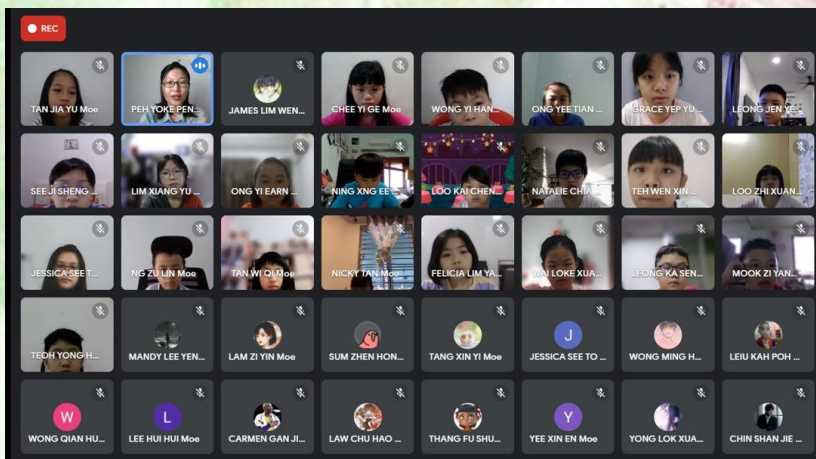 REC
TAN JIA YU Moe
PEH YOKE PEN
JAMES LIM WEN...
CHEE YI GE Moe
WONG YI HAN...
ONG YEE TIAN ...
GRACE YEP YU...
LEONG JEN YE...
SEE JI SHENG ...
LIM XIANG YU ...
ONG YI EARN ...
NING XNG EE ...
LOO KAI CHEN...
NATALIE CHIA...
TEH WEN XIN ...
LOO ZHI XUAN...
JESSICA SEE T...
NG ZU LIN Moe
TAN WI QI Moe
NICKY TAN Moe
FELICIA LIM YA...
WAI LOKE XUA...
LEONG KA SEN...
MOOK ZI YAN...
TEOH YONG H...
MANDY LEE YEN...
LAM ZI YIN Moe
SUM ZHEN HON...
TANG XIN YI Moe
J
JESSICA SEE TO ...
WONG MING H...
LEIU KAH POH ...
W
WONG QIAN HU...
L
LEE HUI HUI Moe
CARMEN GAN JI...
LAW CHU HAO ...
THANG FU SHU...
Y
YEE XIN EN Moe
YONG LOK XUA...
CHIN SHAN JIE ...